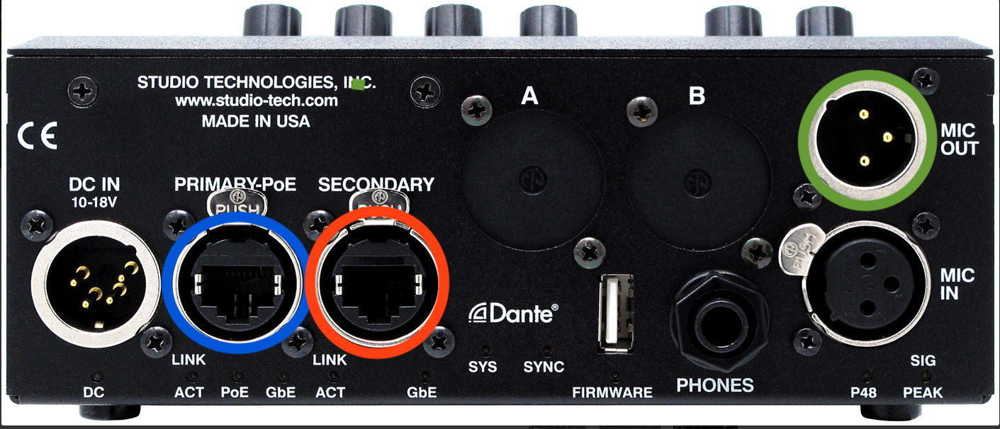 STUDIO TECHNOLOGIES, INC.
www.studio-tech.com
MADE IN USA
CE
A
B
MIC
OUT
DC IN
10-18V
PRIMARY-PoE
SECONDARY
PUSH
PUSH
PUSH
MIC
IN
Dante®
LINK
LINK
SYS
SYNC
SIG
DC
ACT
PoE
GbE
ACT
GbE
FIRMWARE
PHONES
P48
PEAK